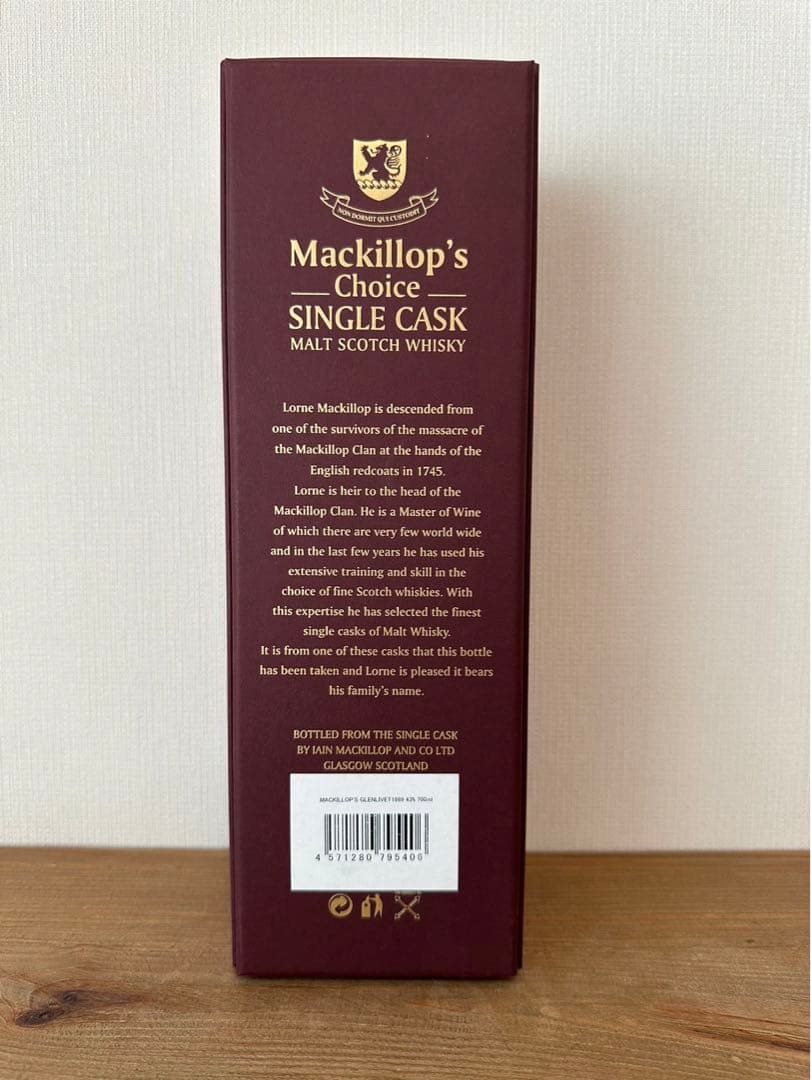 NON DORMIT QUI CUSTODIT
Mackillop's
Choice
SINGLE CASK
MALT SCOTCH WHISKY
Lorne Mackillop is descended from
one of the survivors of the massacre of
the Mackillop Clan at the hands of the
English redcoats in 1745.
Lorne is heir to the head of the
Mackillop Clan. He is a Master of Wine
of which there are very few world wide
and in the last few years he has used his
extensive training and skill in the
choice of fine Scotch whiskies. With
this expertise he has selected the finest
single casks of Malt Whisky.
It is from one of these casks that this bottle
has been taken and Lorne is pleased it bears
his family's name.
BOTTLED FROM THE SINGLE CASK
BY IAIN MACKILLOP AND CO LTD
GLASGOW SCOTLAND
MACKILLOP'S GLENLIVET1989 43% 700ml
4 571280 795406